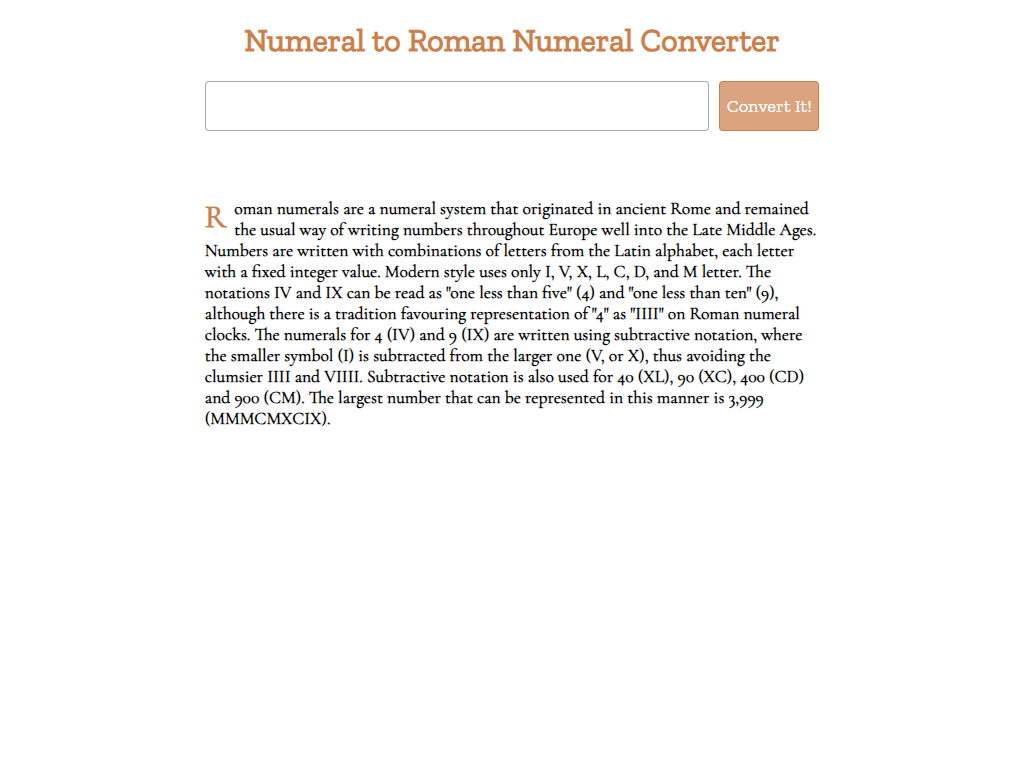 Numeral to Roman Numeral Converter
Convert It!
Roman numerals are a numeral system that originated in ancient Rome and remained
the usual way of writing numbers throughout Europe well into the Late Middle Ages.
Numbers are written with combinations of letters from the Latin alphabet, each letter
with a fixed integer value. Modern style uses only I, V, X, L, C, D, and M letter. The
notations IV and IX can be read as "one less than five" (4) and "one less than ten" (9),
although there is a tradition favouring representation of "4" as "IIII" on Roman numeral
clocks. The numerals for 4 (IV) and 9 (IX) are written using subtractive notation, where
the smaller symbol (I) is subtracted from the larger one (V, or X), thus avoiding the
clumsier IIII and VIIII. Subtractive notation is also used for 40 (XL), 90 (XC), 400 (CD)
and 900 (CM). The largest number that can be represented in this manner is 3,999
(MMMCMXCIX).